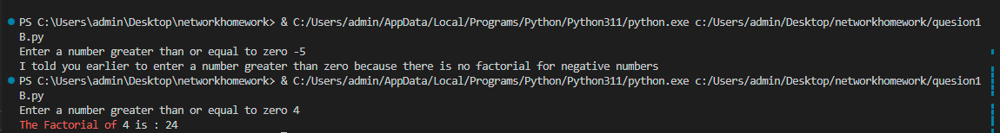 PS C:\Users\admin\Desktop\networkhomework> & C:/Users/admin/AppData/Local/Programs/Python/Python311/python.exe c:/Users/admin/Desktop/networkhomework/quesion1
B.py
Enter a number greater than or equal to zero -5
I told you earlier to enter a number greater than zero because there is no factorial for negative numbers
PS C:\Users\admin\Desktop\networkhomework> & C:/Users/admin/AppData/Local/Programs/Python/Python311/python.exe c:/Users/admin/Desktop/networkhomework/quesion1
B.py
Enter a number greater than or equal to zero 4
The Factorial of 4 is : 24